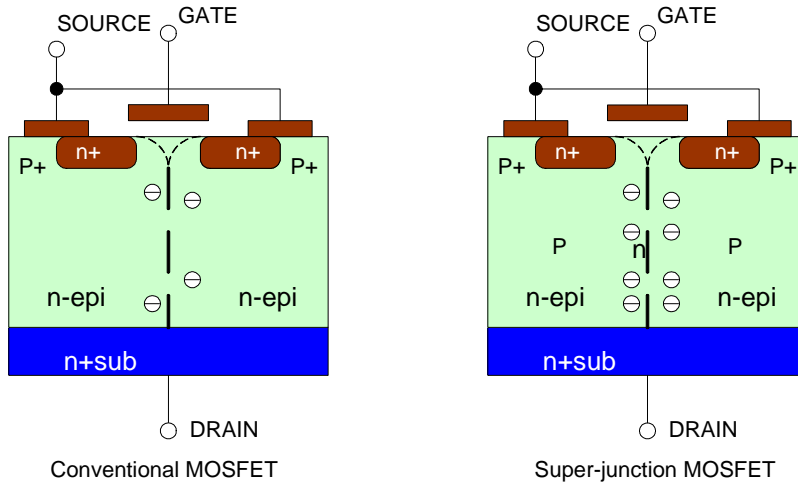 SOURCE
GATE
n+
n+
P+
P+
n-epi
n-epi
n+sub
DRAIN
Conventional MOSFET
SOURCE
GATE
n+
n+
P+
P+
P
n
P
n-epi
n-epi
n+sub
DRAIN
Super-junction MOSFET